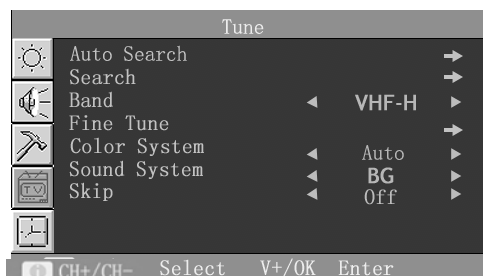 Tune
Auto Search
Search
Band VHF-H
Fine Tune
Color System Auto
Sound System BG
Skip Off
TV
CH+/CH- Select V+/OK Enter